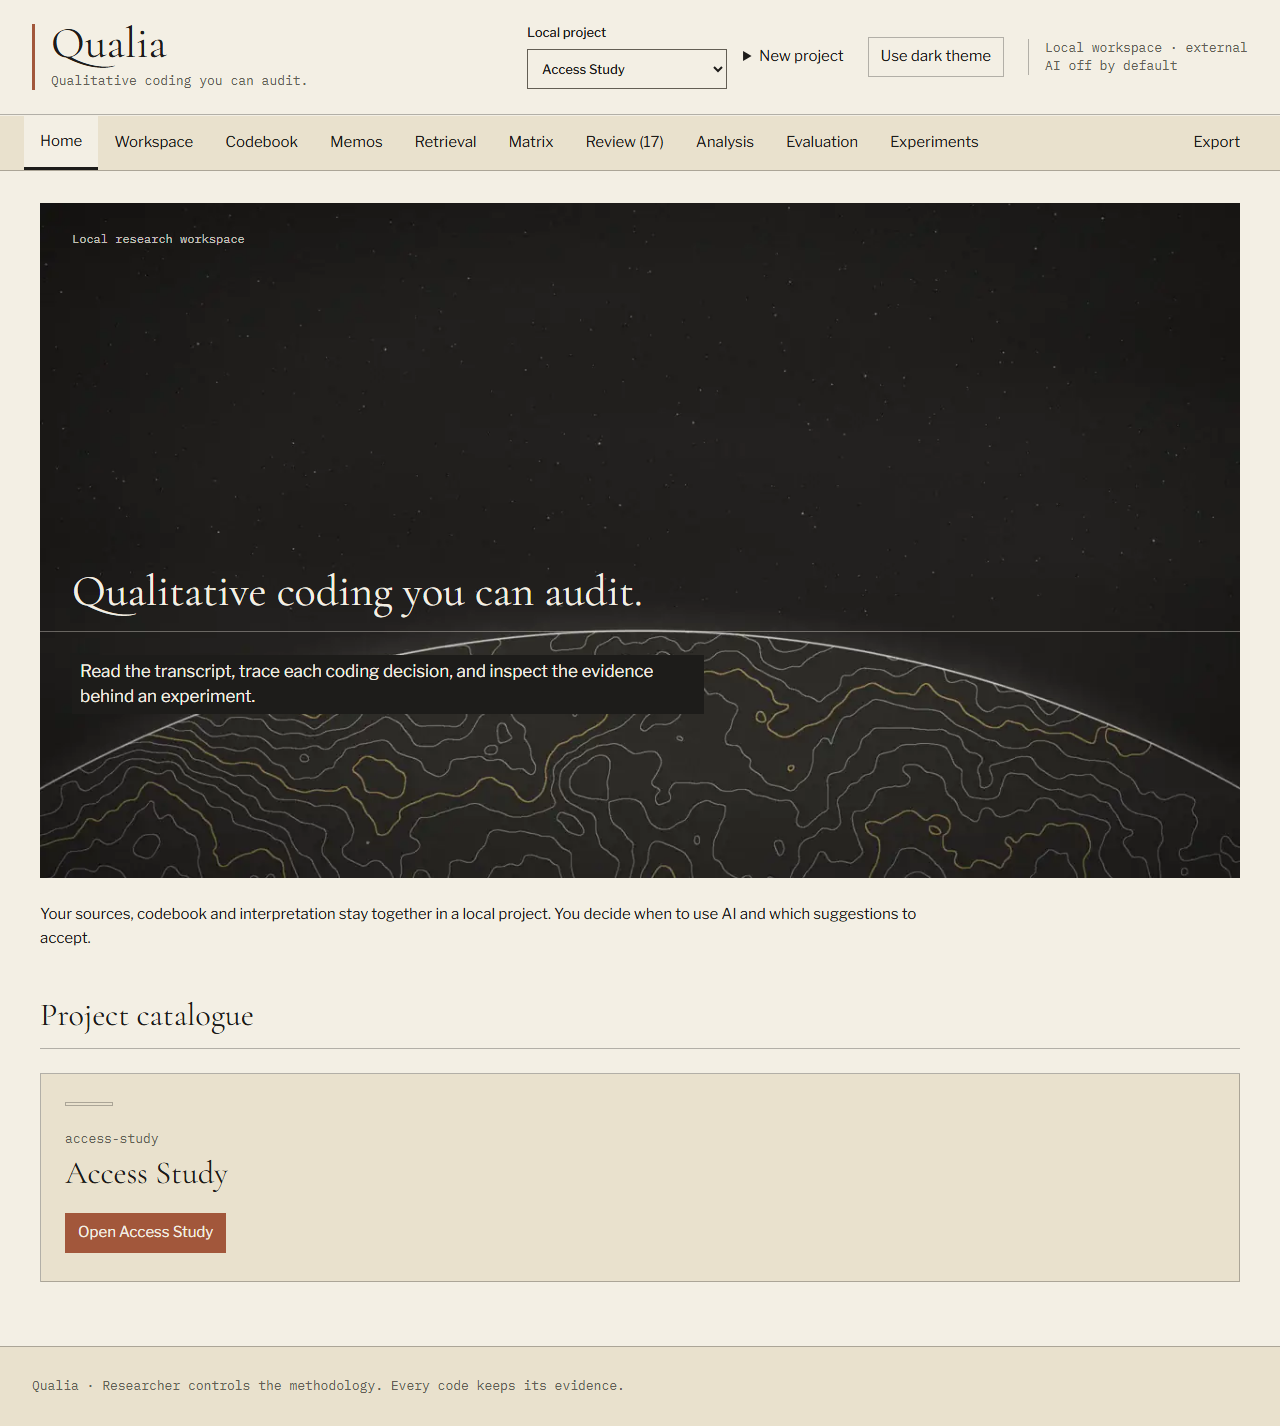 Qualia
Qualitative coding you can audit.
Local project
Access Study
New project
Use dark theme
Local workspace · external
AI off by default
Home
Workspace
Codebook
Memos
Retrieval
Matrix
Review (17)
Analysis
Evaluation
Experiments
Export
Local research workspace
Qualitative coding you can audit.
Read the transcript, trace each coding decision, and inspect the evidence
behind an experiment.
Your sources, codebook and interpretation stay together in a local project. You decide when to use AI and which suggestions to
accept.
Project catalogue
access-study
Access Study
Open Access Study
Qualia · Researcher controls the methodology. Every code keeps its evidence.